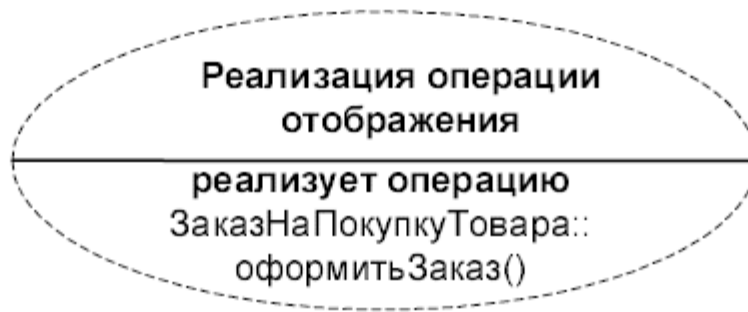 Реализация операции
отображения
реализует операцию
ЗаказНаПокупкуТовара::
оформитьЗаказ()